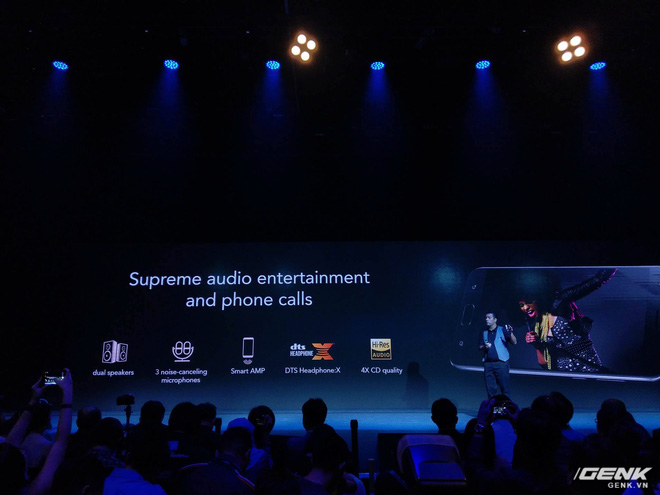 Supreme audio entertainment
and phone calls
dual speakers
3 noise-canceling
microphones
Smart AMP
dts
HEADPHONE X
DTS Headphone:X
Hi-Res
AUDIO
4X CD quality
GENK
GENK.VN